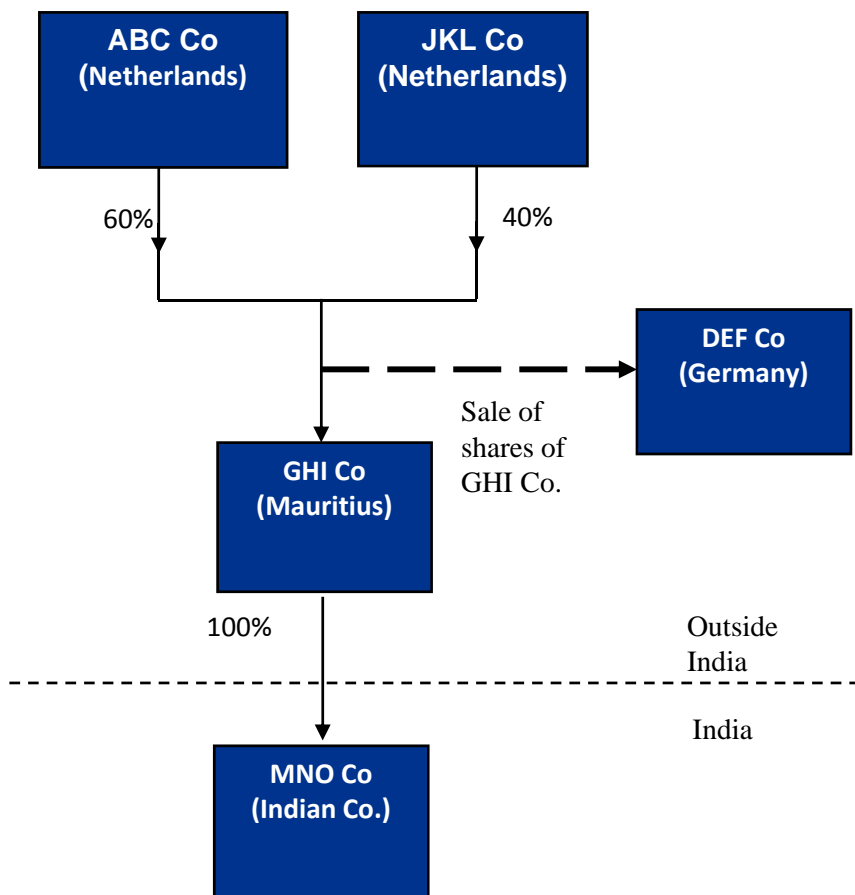 ABC Co
(Netherlands)
JKL Co
(Netherlands)
60%
40%
DEF Co
(Germany)
Sale of
shares of
GHI Co.
GHI Co
(Mauritius)
100%
Outside
India
India
MNO Co
(Indian Co.)